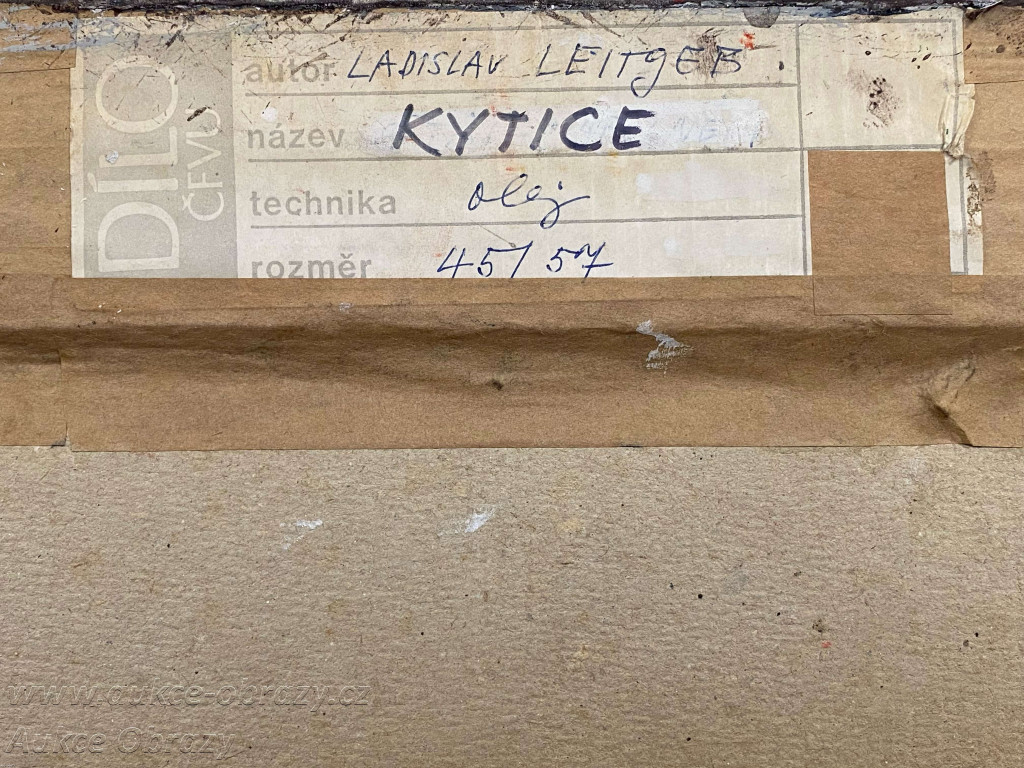 DÍLO
ČFVU
autor LADISLAV LEITGEB.
název KYTICE
technika olej
rozměr 45/57
www.aukce-obrazy.cz
Aukce Obrazy